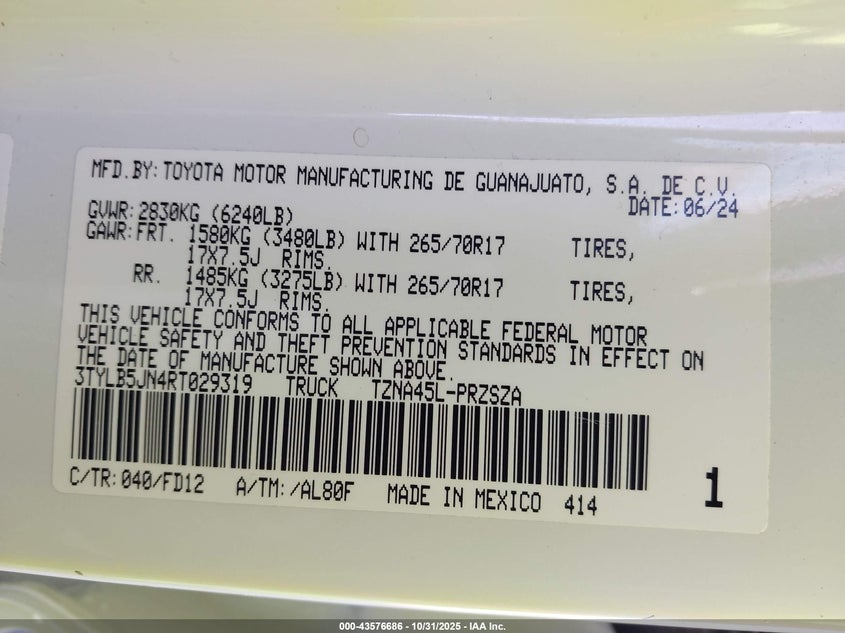 MFD.BY:TOYOTA MOTOR MANUFACTURING DE GUANAJUATO, S.A. DE C.V.
DATE:06/24
GVWR:2830KG (6240LB)
GAWR:FRT. 1580KG (3480LB) WITH 265/70R17 TIRES,
17X7.5J RIMS,
RR. 1485KG (3275LB) WITH 265/70R17 TIRES,
17X7.5J RIMS.
THIS VEHICLE CONFORMS TO ALL APPLICABLE FEDERAL MOTOR
VEHICLE SAFETY AND THEFT PREVENTION STANDARDS IN EFFECT ON
THE DATE OF MANUFACTURE SHOWN ABOVE.
3TYLB5JN4RT029319 TRUCK TZNA45L-PRZSZA
C/TR:040/FD12 A/TM:/AL80F MADE IN MEXICO 414 1
000-43576686 - 10/31/2025 - IAA Inc.